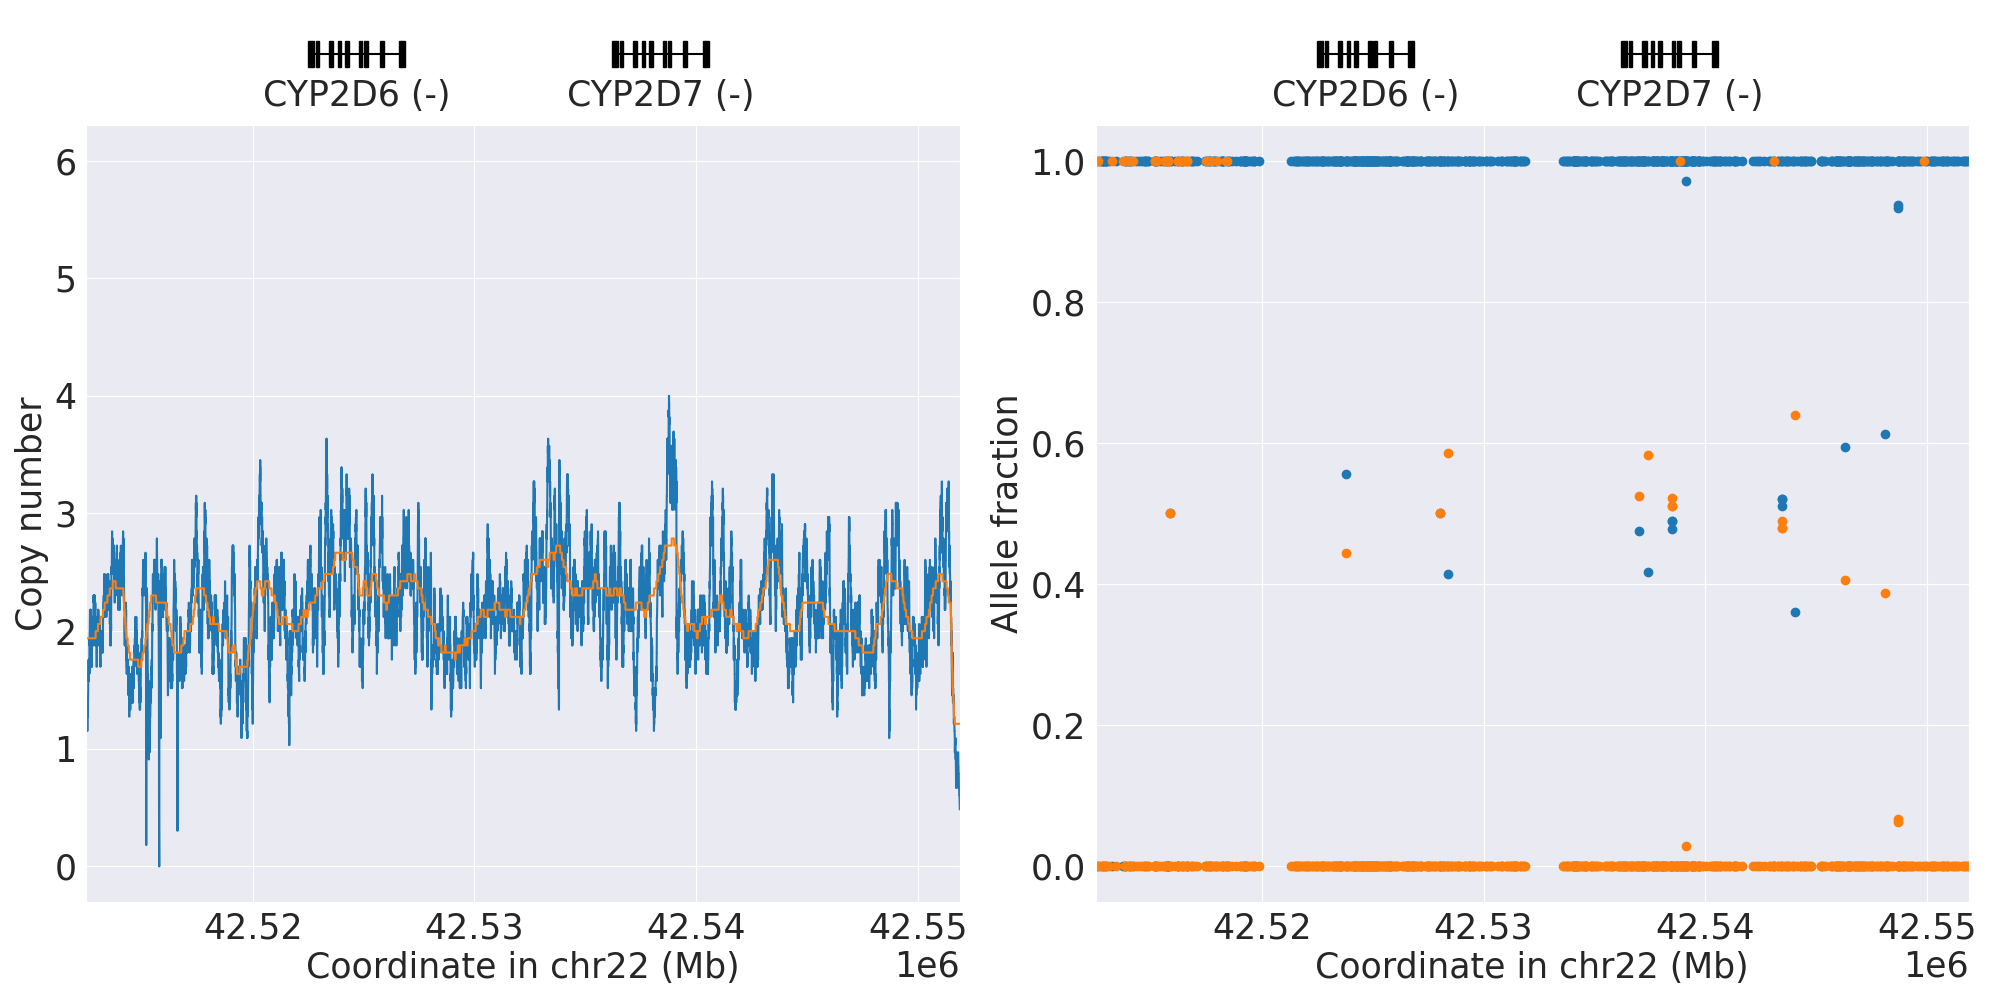 CYP2D6 (-) CYP2D7 (-)
6
5
4
3
2
1
0
Copy number
42.52 42.53 42.54 42.55
Coordinate in chr22 (Mb) 1e6
CYP2D6 (-) CYP2D7 (-)
1.0
0.8
0.6
0.4
0.2
0.0
Allele fraction
42.52 42.53 42.54 42.55
Coordinate in chr22 (Mb) 1e6